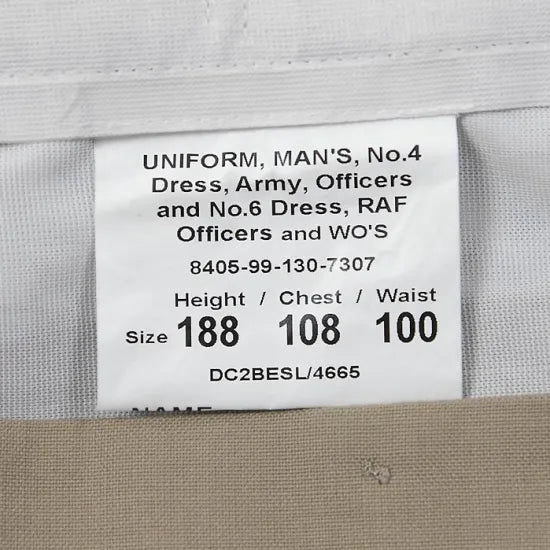 UNIFORM, MAN'S, No.4
Dress, Army, Officers
and No.6 Dress, RAF
Officers and WO'S
8405-99-130-7307
Height / Chest / Waist
Size 188 108 100
DC2BESL/4665
NAME